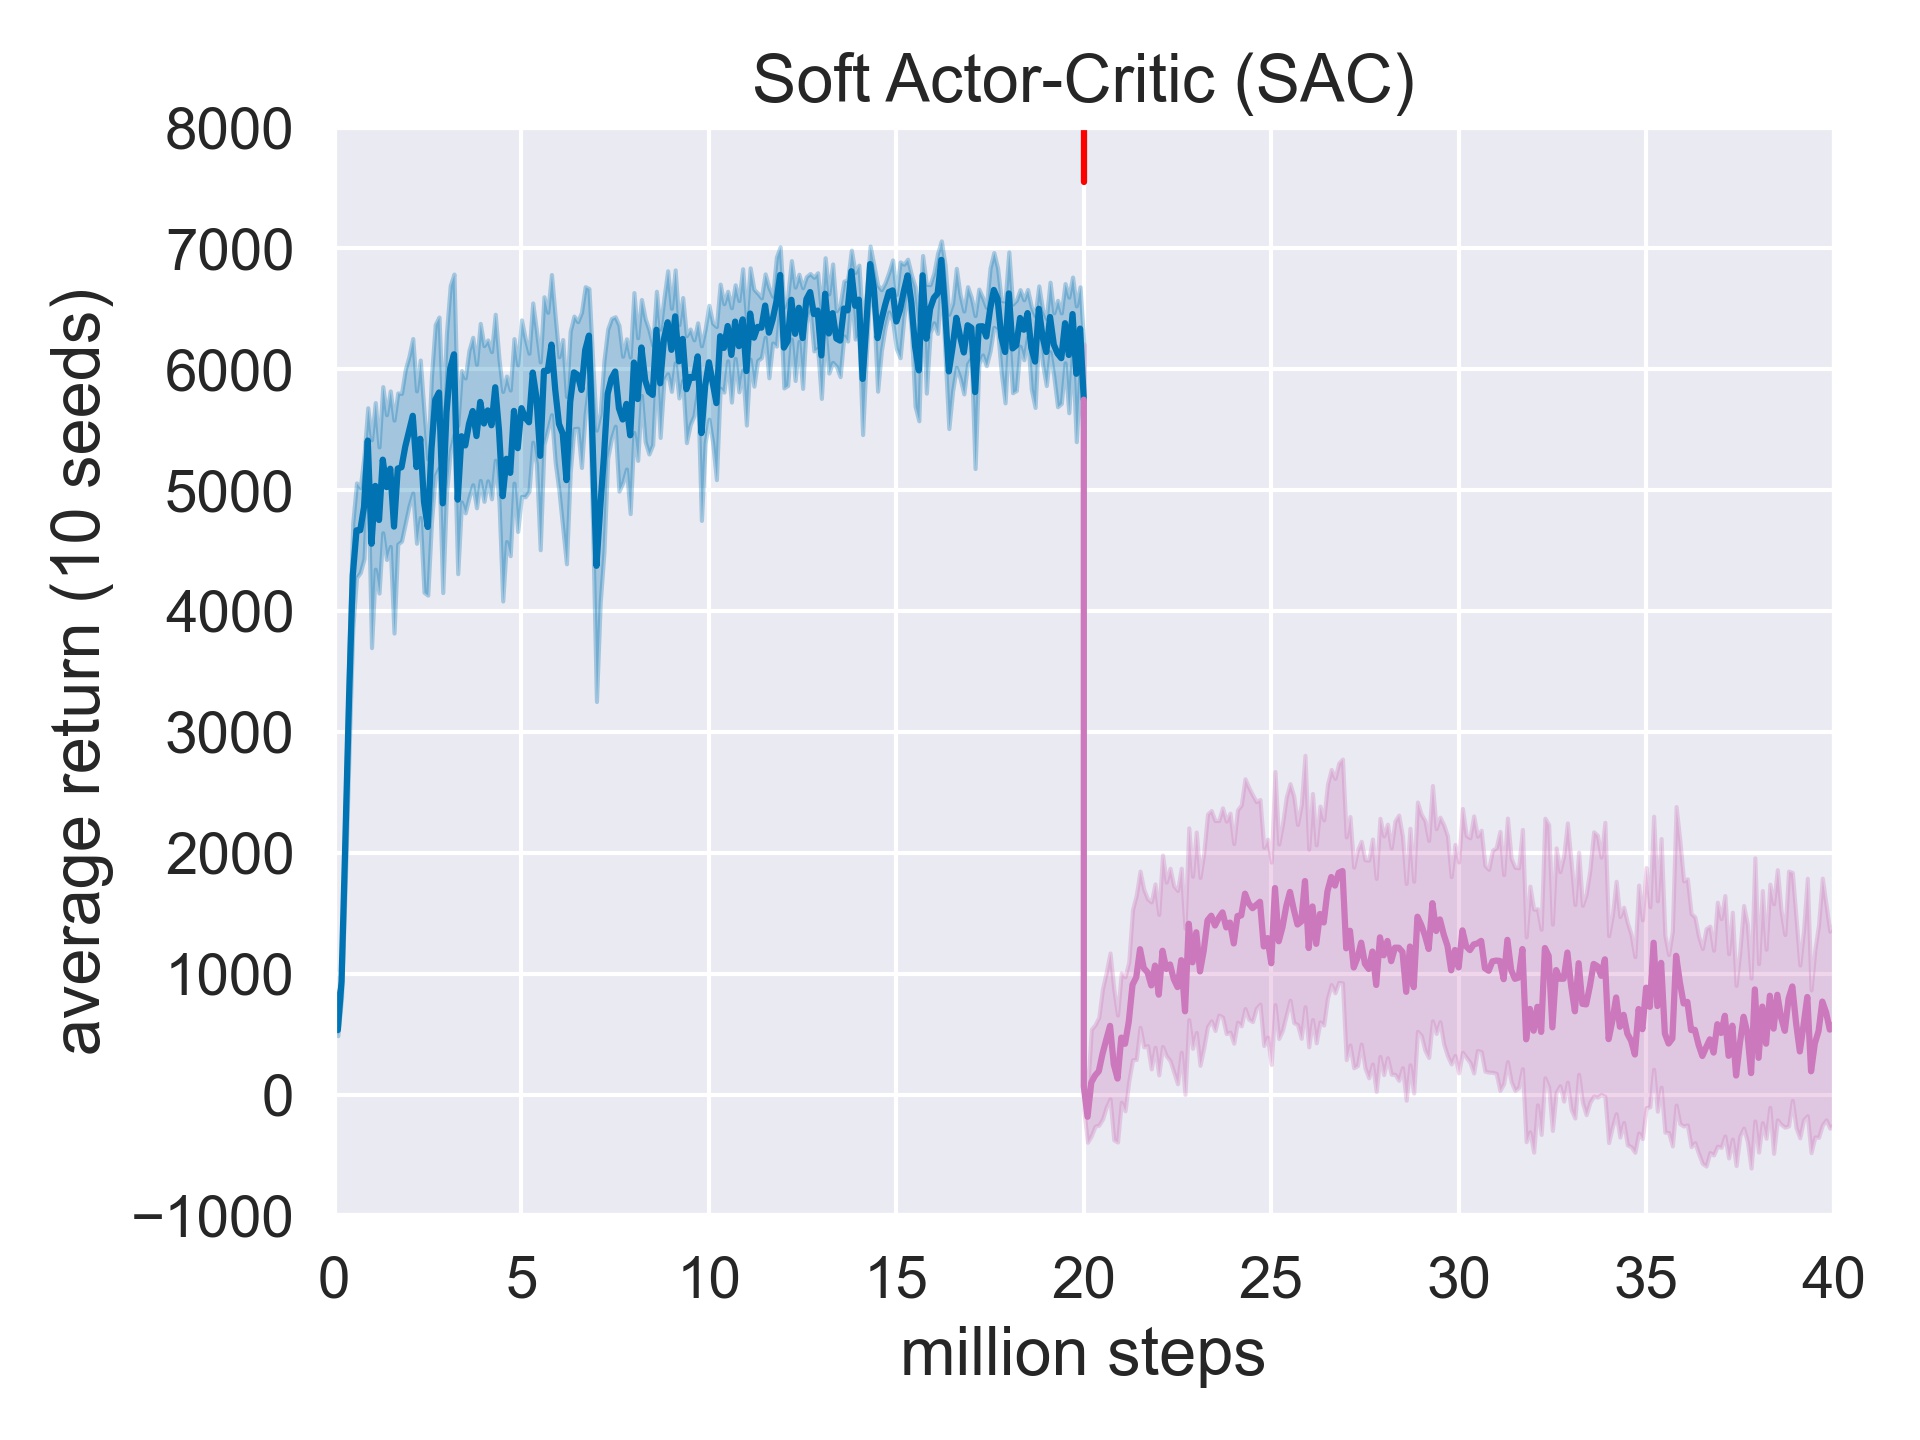 Soft Actor-Critic (SAC)
8000
7000
6000
5000
4000
3000
2000
1000
0
−1000
average return (10 seeds)
0 5 10 15 20 25 30 35 40
million steps